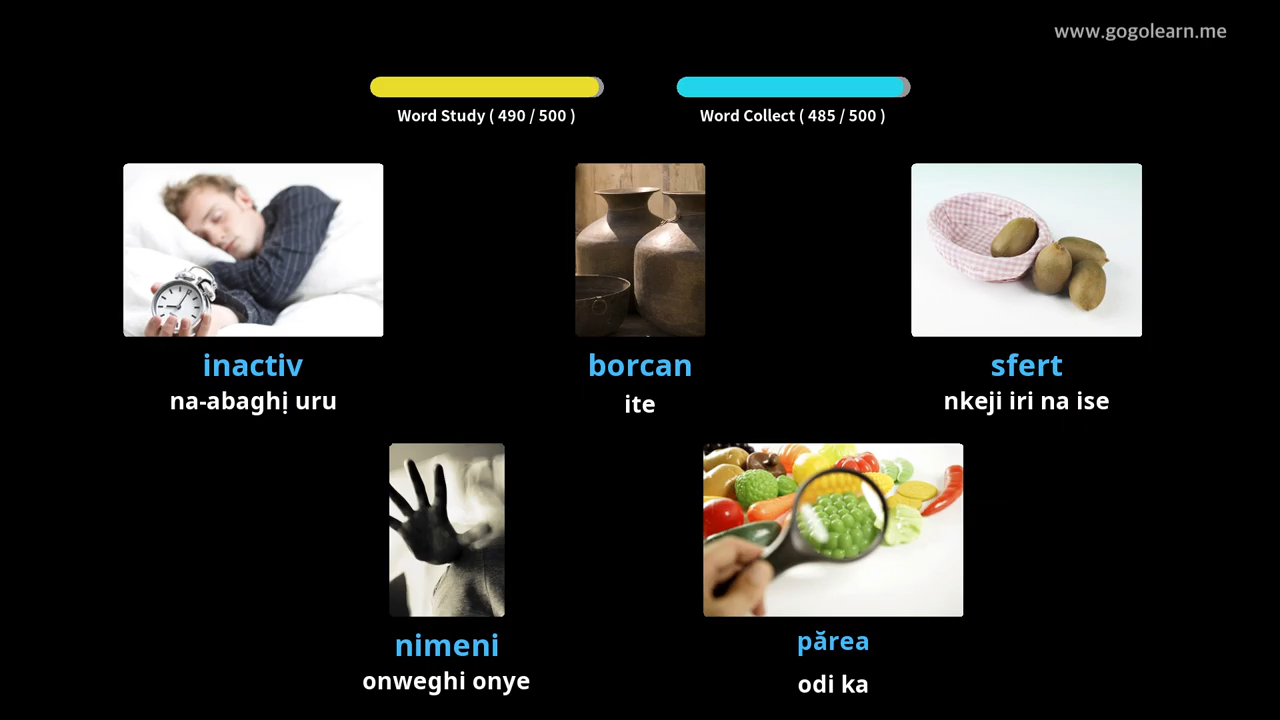 www.gogolearn.me
Word Study ( 490 / 500 )
Word Collect ( 485 / 500 )
inactiv
na-abaghị uru
borcan
ite
sfert
nkeji iri na ise
nimeni
onweghi onye
părea
odi ka